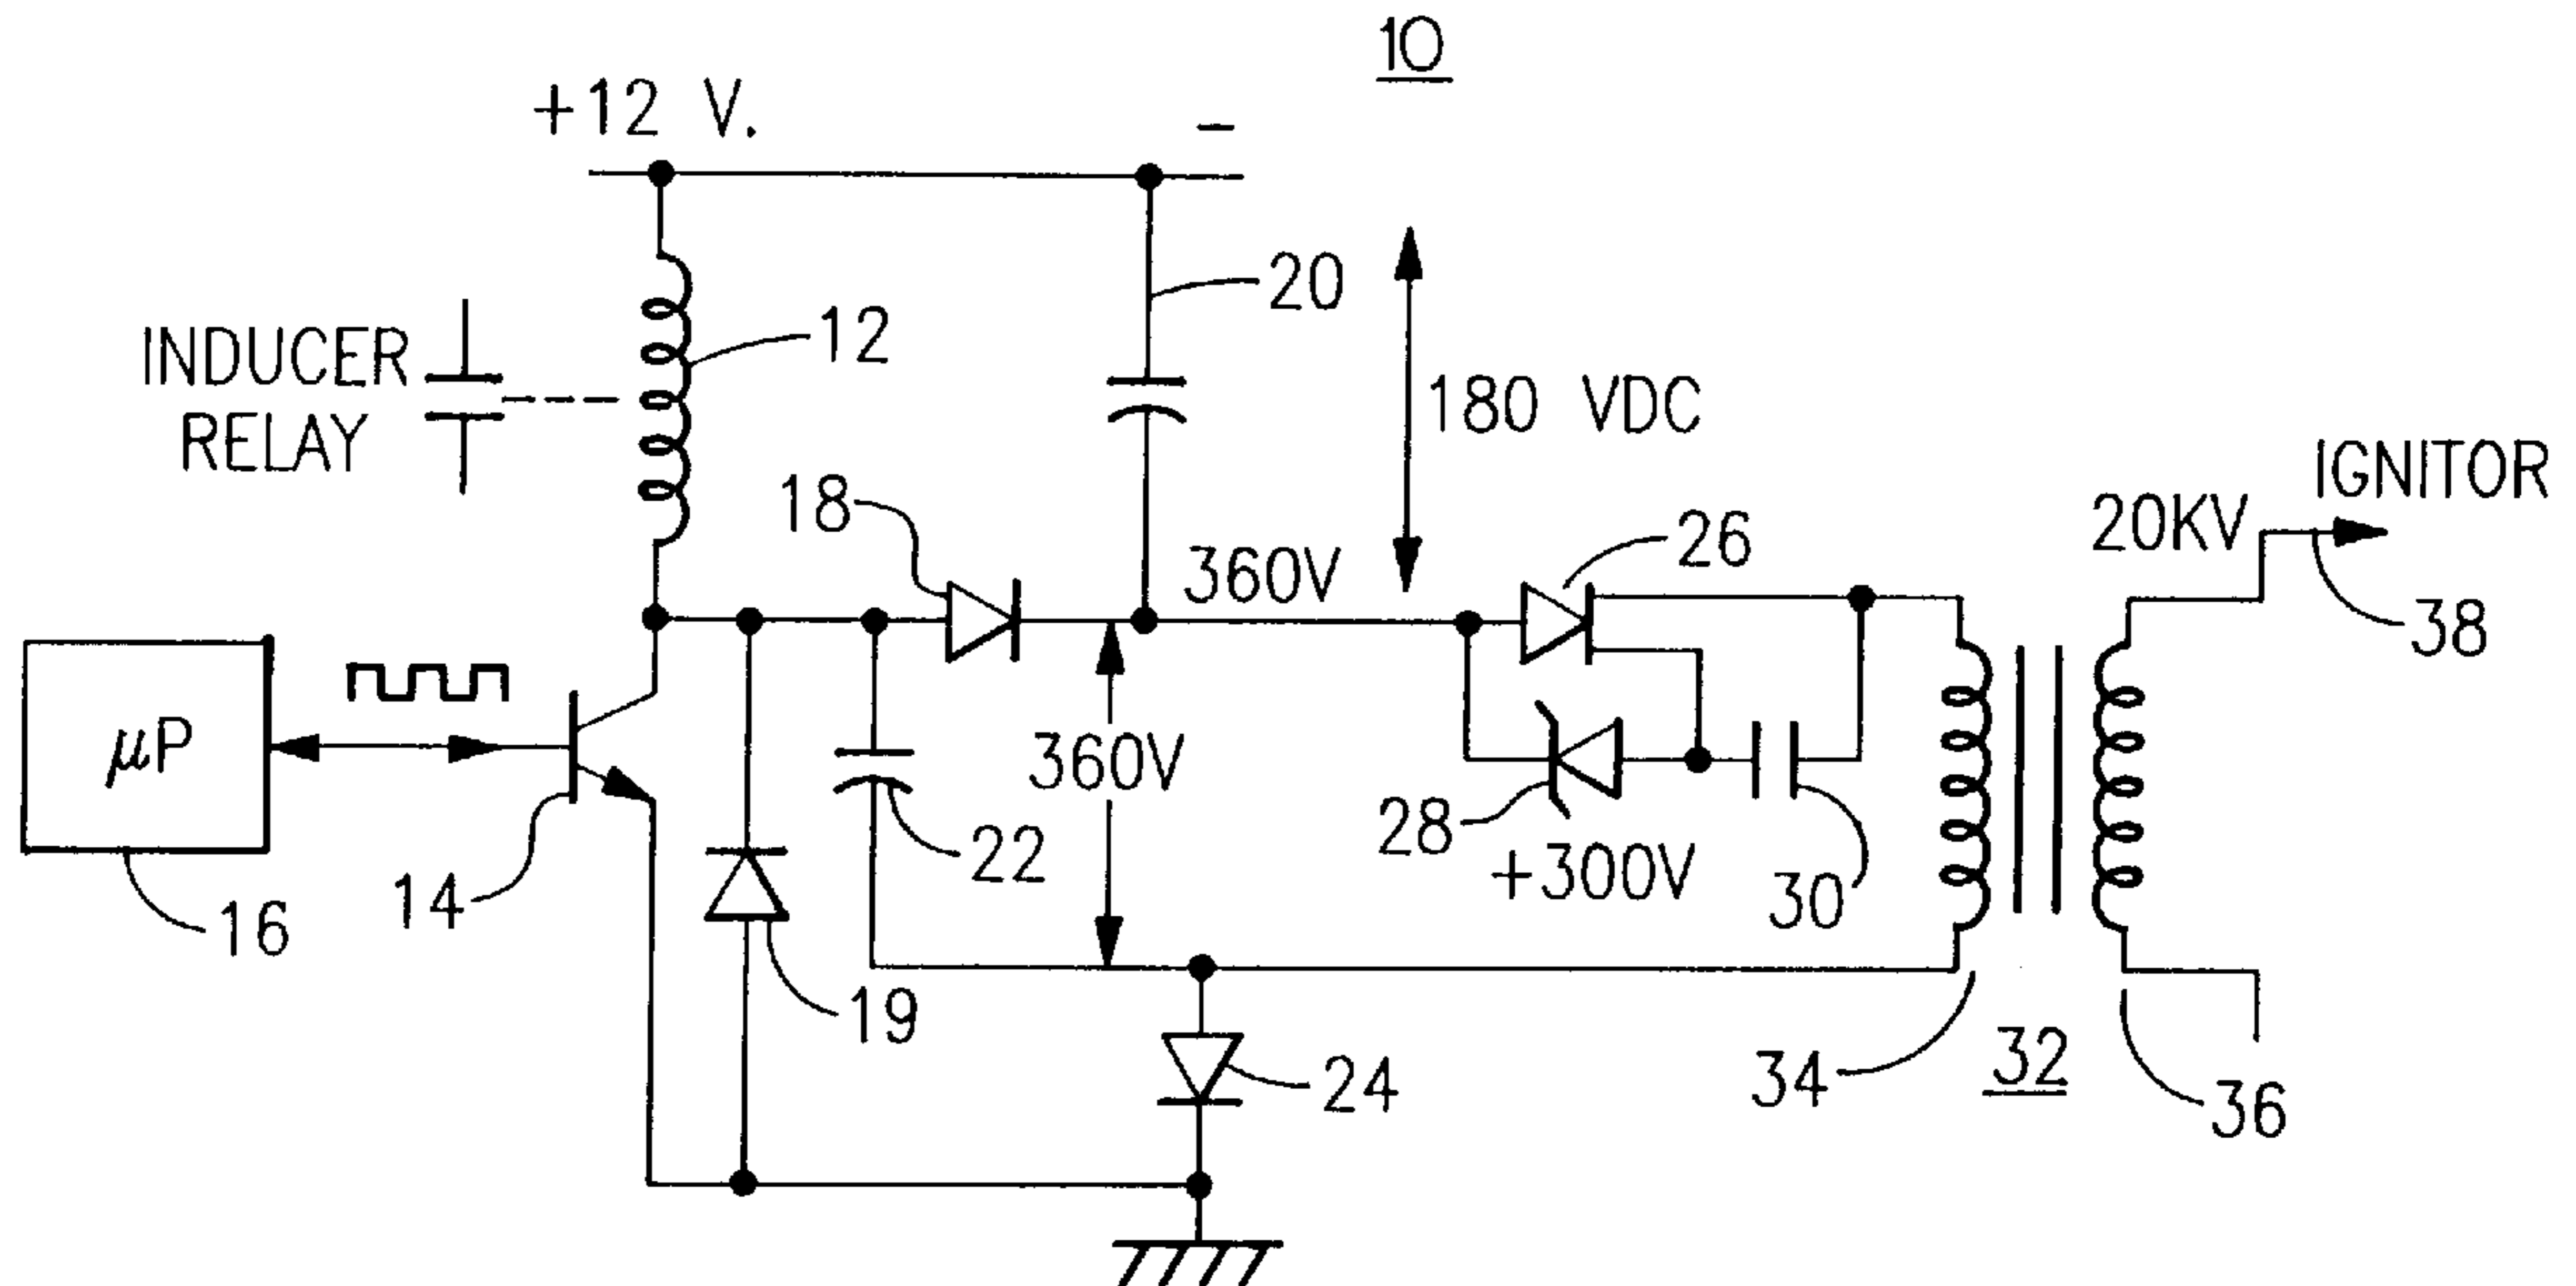 10
+12 V.
–
20
12
INDUCER
RELAY
180 VDC
IGNITOR
18
20KV
26
360V
38
μP
360V
28
22
+300V
14
30
16
19
32
34
24
36